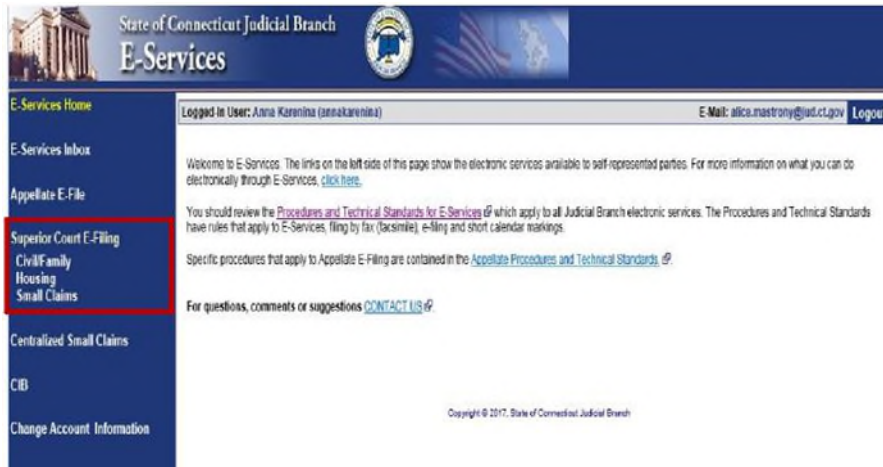 State of Connecticut Judicial Branch
E-Services
E-Services Home
E-Services Inbox
Appellate E-File
Superior Court E-Filing
Civil/Family
Housing
Small Claims
Centralized Small Claims
CIB
Change Account Information
Logged-In User: Anna Karenina (annakarenina) E-Mail: alice.mastrony@jud.ct.gov Logout
Welcome to E-Services. The links on the left side of this page show the electronic services available to self-represented parties. For more information on what you can do
electronically through E-Services, click here.
You should review the Procedures and Technical Standards for E-Services which apply to all Judicial Branch electronic services. The Procedures and Technical Standards
have rules that apply to E-Services, filing by fax (facsimile), e-filing and short calendar markings.
Specific procedures that apply to Appellate E-Filing are contained in the Appellate Procedures and Technical Standards.
For questions, comments or suggestions CONTACT US
Copyright © 2017, State of Connecticut Judicial Branch